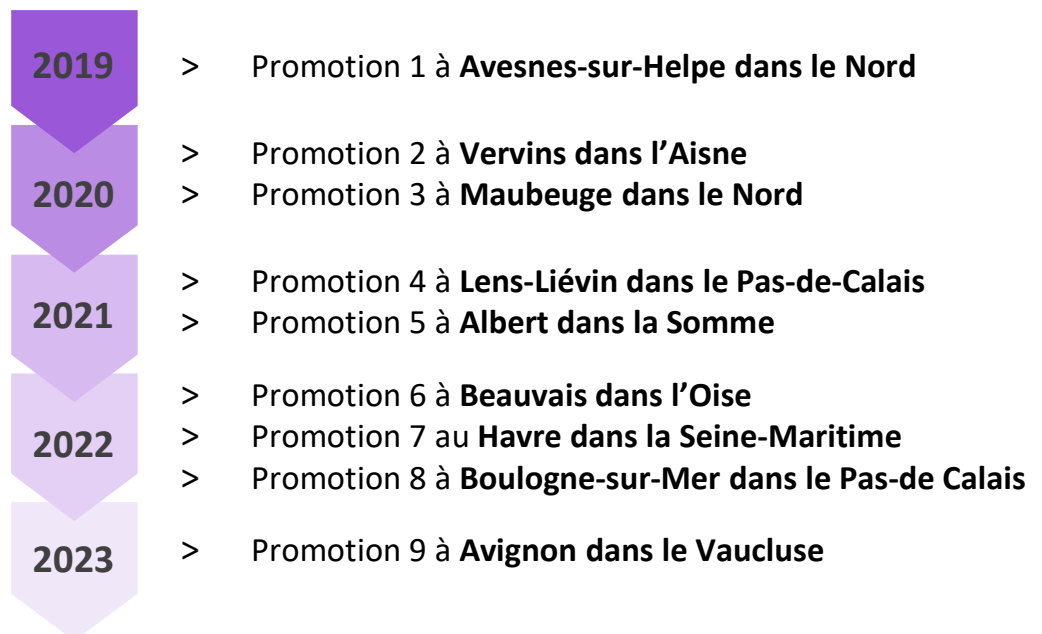 2019
> Promotion 1 à Avesnes-sur-Helpe dans le Nord
> Promotion 2 à Vervins dans l’Aisne
2020
> Promotion 3 à Maubeuge dans le Nord
> Promotion 4 à Lens-Liévin dans le Pas-de-Calais
2021
> Promotion 5 à Albert dans la Somme
> Promotion 6 à Beauvais dans l’Oise
2022
> Promotion 7 au Havre dans la Seine-Maritime
> Promotion 8 à Boulogne-sur-Mer dans le Pas-de Calais
2023
> Promotion 9 à Avignon dans le Vaucluse